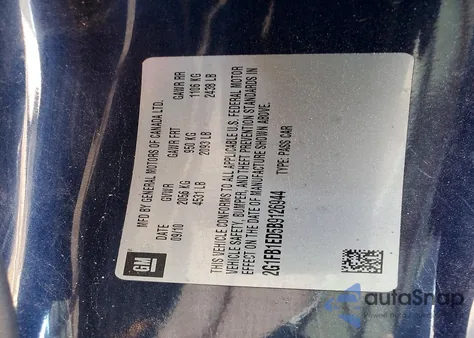 MFD BY GENERAL MOTORS OF CANADA LTD.
DATE GVWR GAWR FRT GAWR RR
09/10 2056 KG 950 KG 1106 KG
4531 LB 2093 LB 2438 LB
THIS VEHICLE CONFORMS TO ALL APPLICABLE U.S. FEDERAL MOTOR
VEHICLE SAFETY, BUMPER, AND THEFT PREVENTION STANDARDS IN
EFFECT ON THE DATE OF MANUFACTURE SHOWN ABOVE.
2G1FB1ED5B9126944 TYPE: PASS CAR
GM
autoSnap